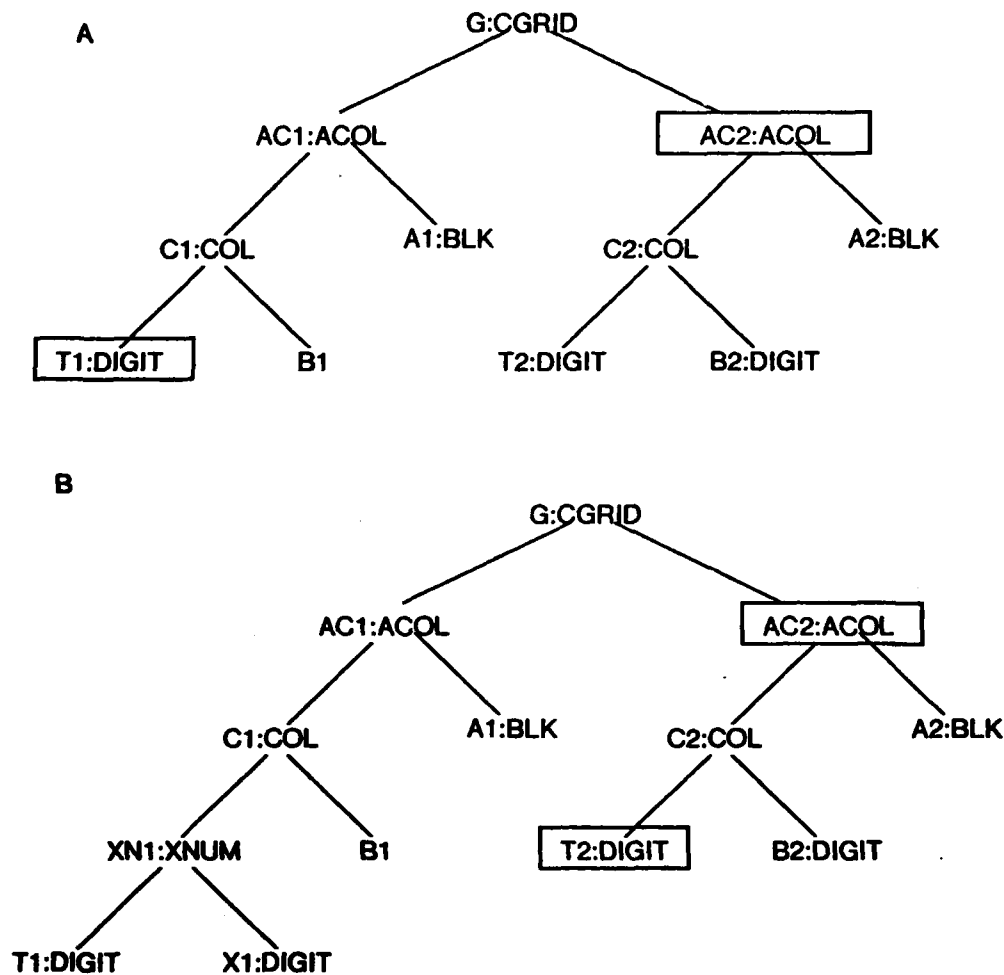 A
G:CGRID
AC1:ACOL AC2:ACOL
C1:COL A1:BLK C2:COL A2:BLK
T1:DIGIT B1 T2:DIGIT B2:DIGIT
B
G:CGRID
AC1:ACOL AC2:ACOL
C1:COL A1:BLK C2:COL A2:BLK
XN1:XNUM B1 T2:DIGIT B2:DIGIT
T1:DIGIT X1:DIGIT